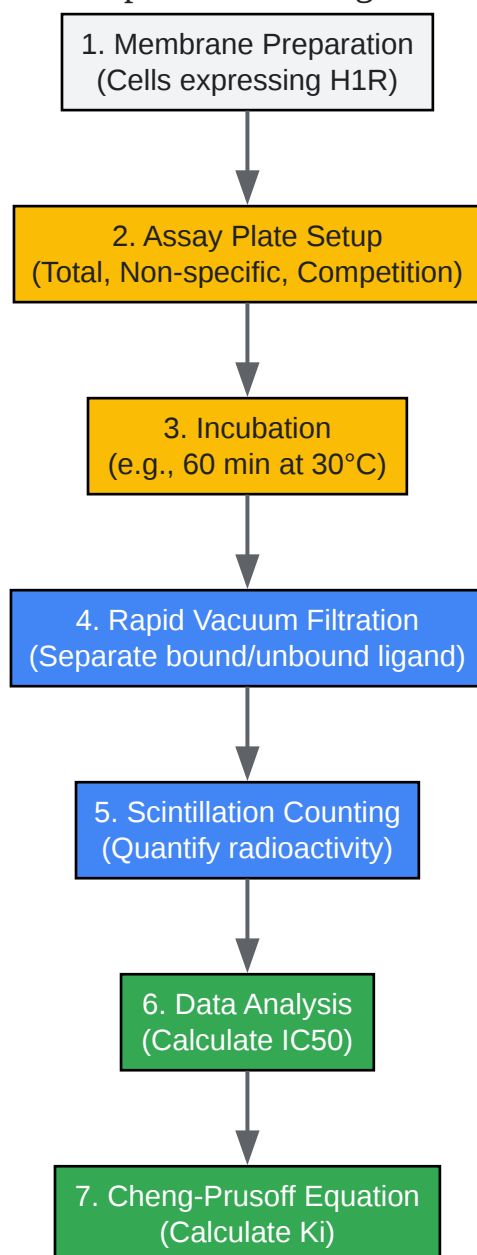 1. Membrane Preparation
(Cells expressing H1R)
2. Assay Plate Setup
(Total, Non-specific, Competition)
3. Incubation
(e.g., 60 min at 30°C)
4. Rapid Vacuum Filtration
(Separate bound/unbound ligand)
5. Scintillation Counting
(Quantify radioactivity)
6. Data Analysis
(Calculate IC50)
7. Cheng-Prusoff Equation
(Calculate Ki)